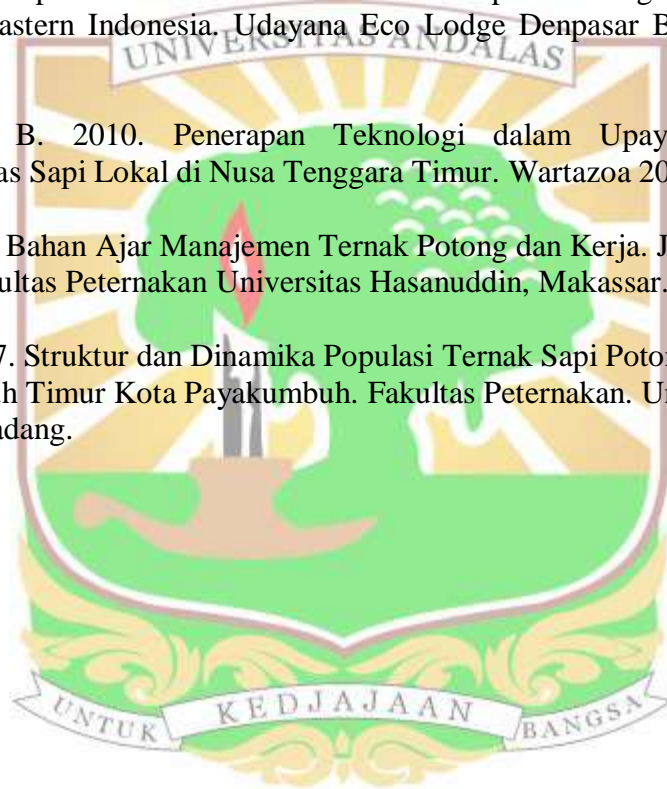 astern Indonesia. Udayana Eco Lodge Denpasar B
UNIVERSITAS ANDALAS
B. 2010. Penerapan Teknologi dalam Upay
as Sapi Lokal di Nusa Tenggara Timur. Wartazoa 20
Bahan Ajar Manajemen Ternak Potong dan Kerja. J
ultas Peternakan Universitas Hasanuddin, Makassar.
7. Struktur dan Dinamika Populasi Ternak Sapi Poto
uh Timur Kota Payakumbuh. Fakultas Peternakan. U
adang.
UNTUK KEDJAJAAN BANGSA